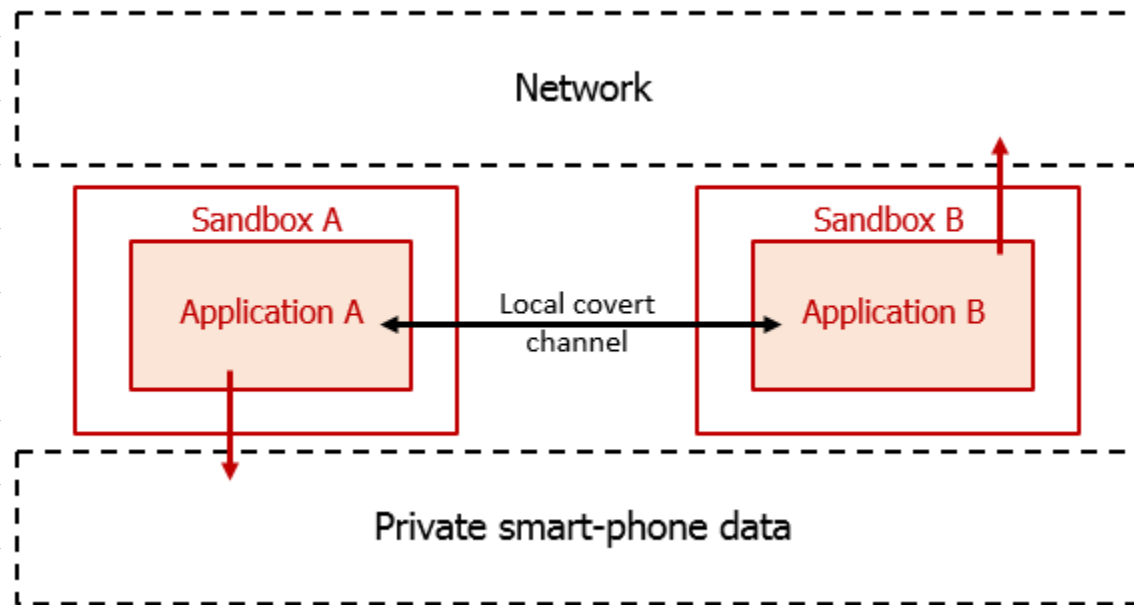 Network
Sandbox A
Sandbox B
Application A
Local covert
channel
Application B
Private smart-phone data